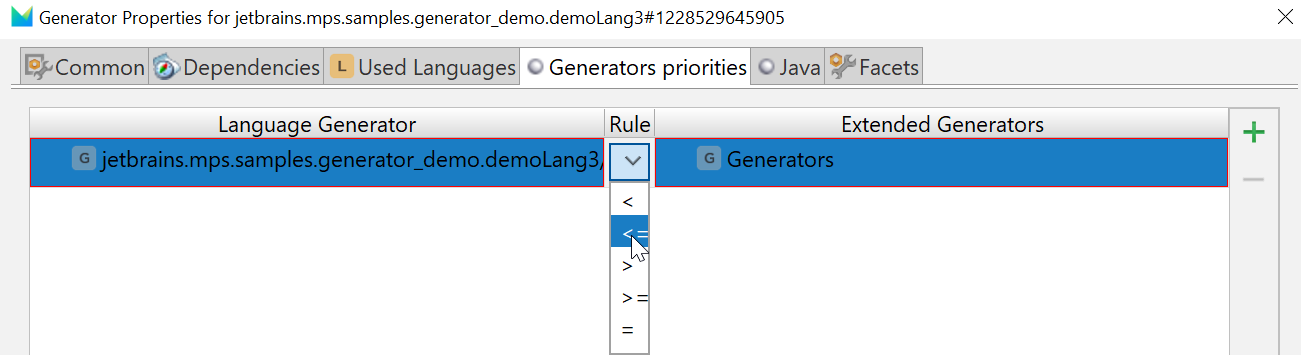 Generator Properties for jetbrains.mps.samples.generator_demo.demoLang3#1228529645905
Common Dependencies L Used Languages Generators priorities Java Facets
Language Generator Rule Extended Generators
G jetbrains.mps.samples.generator_demo.demoLang3/ G Generators
<
<=
>
>=
=